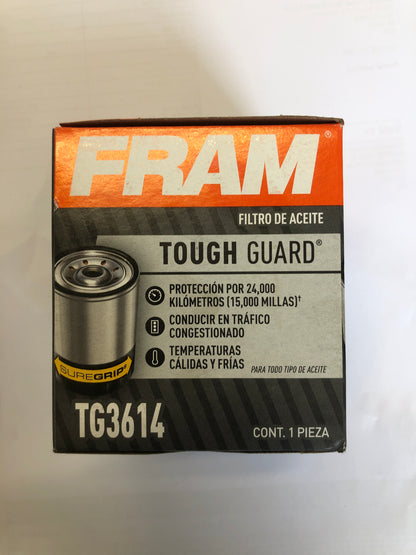 FRAM
FILTRO DE ACEITE
TOUGH GUARD®
PROTECCIÓN POR 24,000
KILÓMETROS (15,000 MILLAS)†
CONDUCIR EN TRÁFICO
CONGESTIONADO
TEMPERATURAS
CÁLIDAS Y FRÍAS
PARA TODO TIPO DE ACEITE
SUREGRIP®
TG3614
CONT. 1 PIEZA